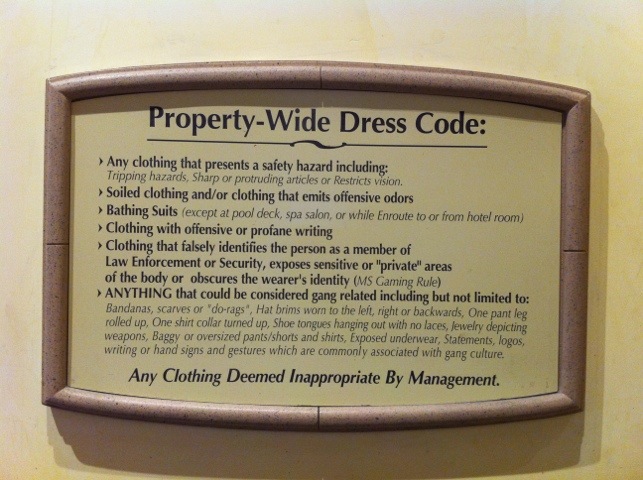 Property-Wide Dress Code:
› Any clothing that presents a safety hazard including:
Tripping hazards, Sharp or protruding articles or Restricts vision.
› Soiled clothing and/or clothing that emits offensive odors
› Bathing Suits (except at pool deck, spa salon, or while Enroute to or from hotel room)
› Clothing with offensive or profane writing
› Clothing that falsely identifies the person as a member of
Law Enforcement or Security, exposes sensitive or "private" areas
of the body or obscures the wearer's identity (MS Gaming Rule)
› ANYTHING that could be considered gang related including but not limited to:
Bandanas, scarves or "do-rags", Hat brims worn to the left, right or backwards, One pant leg
rolled up, One shirt collar turned up, Shoe tongues hanging out with no laces, Jewelry depicting
weapons, Baggy or oversized pants/shorts and shirts, Exposed underwear, Statements, logos,
writing or hand signs and gestures which are commonly associated with gang culture.
Any Clothing Deemed Inappropriate By Management.